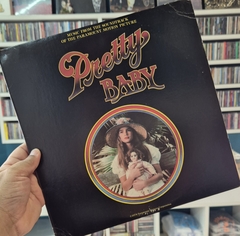 MUSIC FROM THE SOUNDTRACK
OF THE PARAMOUNT MOTION PICTURE
Pretty
BABY